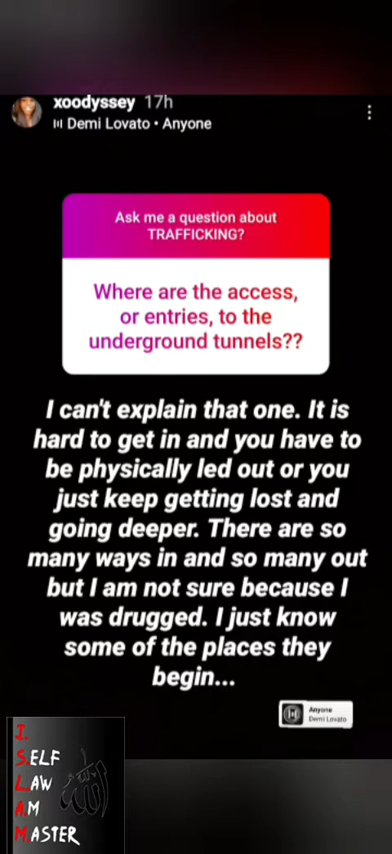 xoodyssey 17h
Demi Lovato • Anyone
Ask me a question about
TRAFFICKING?
Where are the access,
or entries, to the
underground tunnels??
I can't explain that one. It is
hard to get in and you have to
be physically led out or you
just keep getting lost and
going deeper. There are so
many ways in and so many out
but I am not sure because I
was drugged. I just know
some of the places they
begin...
Anyone
Demi Lovato
I.
S.ELF
L.AW
A.M
M.ASTER
الله